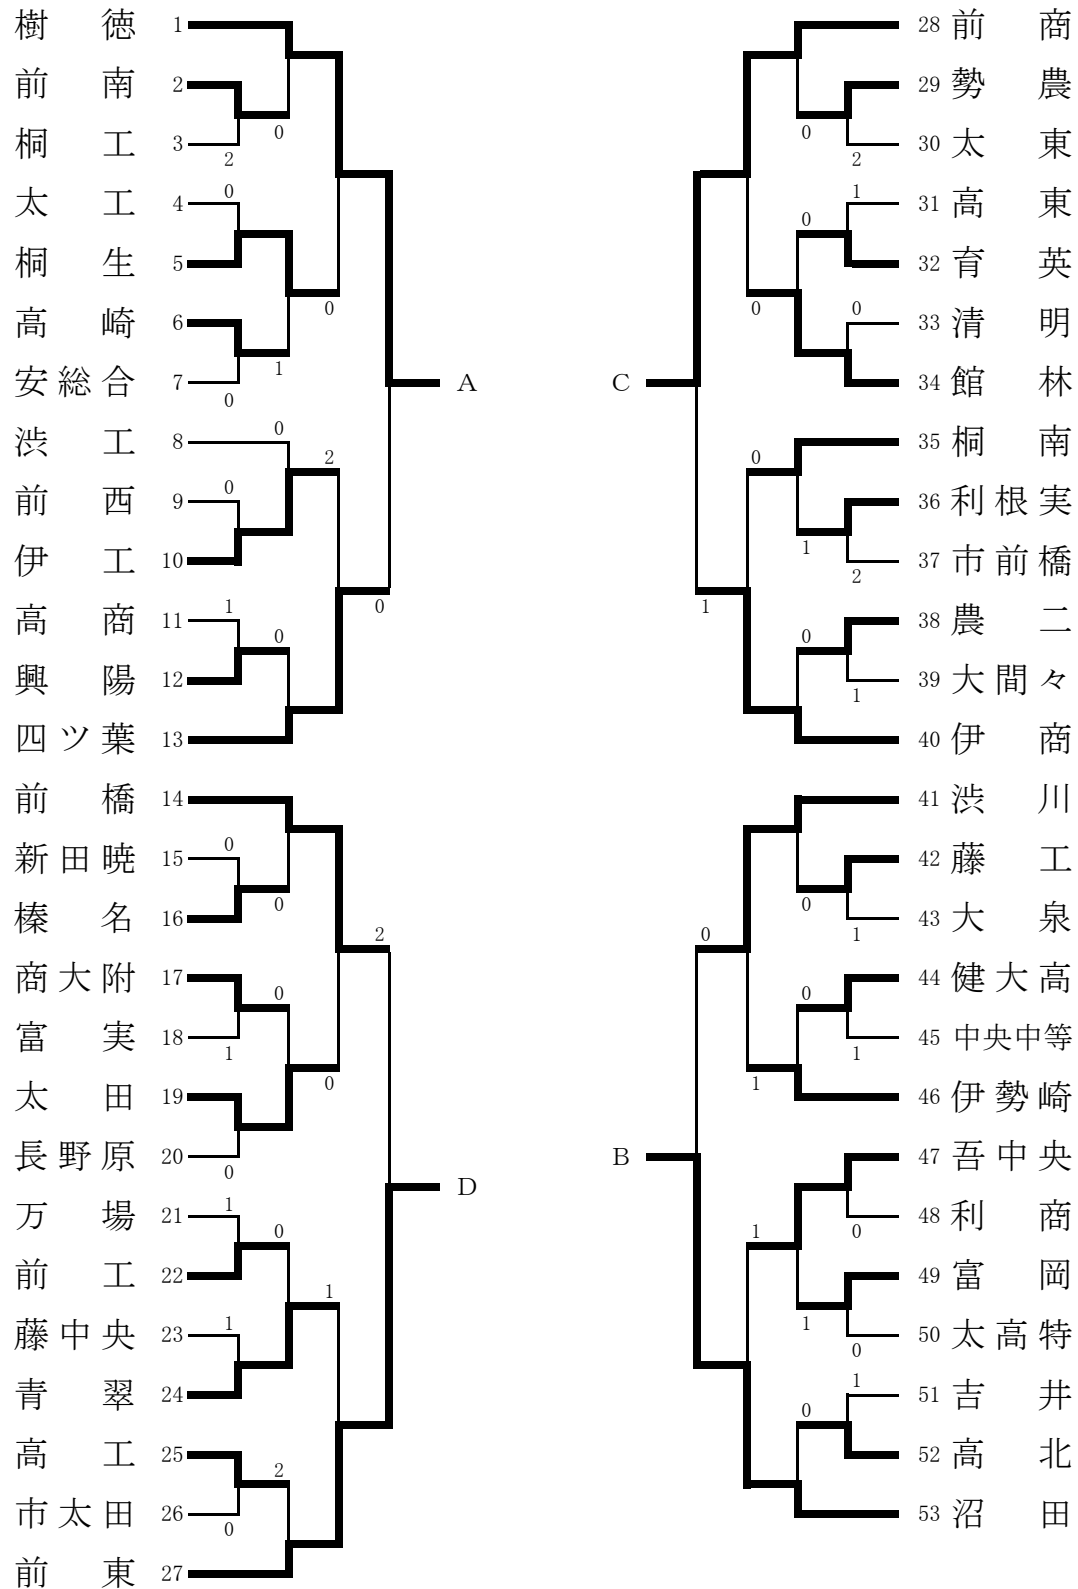 樹徳 1
前南 2
0
桐工 3
2
太工 4
0
桐生 5
0
高崎 6
1
安総合 7
0
A
渋工 8
0
2
前西 9
0
伊工 10
0
高商 11
1
0
興陽 12
四ツ葉 13
前橋 14
新田暁 15
0
榛名 16
0
2
商大附 17
0
富実 18
1
太田 19
0
長野原 20
0
D
万場 21
1
0
前工 22
1
藤中央 23
1
青翠 24
高工 25
2
市太田 26
0
前東 27
28 前商
29 勢農
0
30 太東
2
31 高東
1
0
32 育英
0
33 清明
0
34 館林
C
35 桐南
0
36 利根実
1
37 市前橋
2
1
38 農二
0
39 大間々
1
40 伊商
41 渋川
42 藤工
0
43 大泉
1
0
44 健大高
0
45 中央中等
1
46 伊勢崎
1
47 吾中央
B
48 利商
0
1
49 富岡
1
50 太高特
0
51 吉井
1
0
52 高北
53 沼田